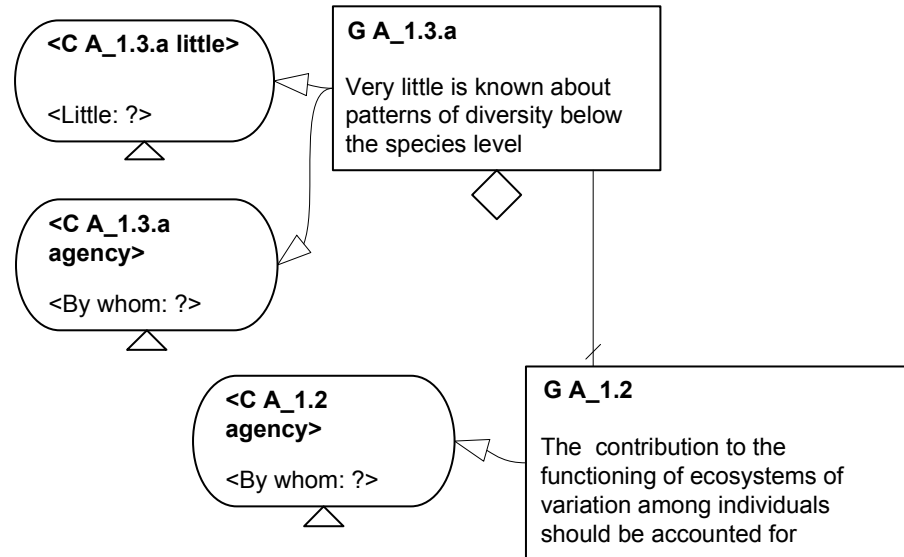 <C A_1.3.a little>
<Little: ?>
G A_1.3.a
Very little is known about
patterns of diversity below
the species level
<C A_1.3.a
agency>
<By whom: ?>
<C A_1.2
agency>
<By whom: ?>
G A_1.2
The contribution to the
functioning of ecosystems of
variation among individuals
should be accounted for